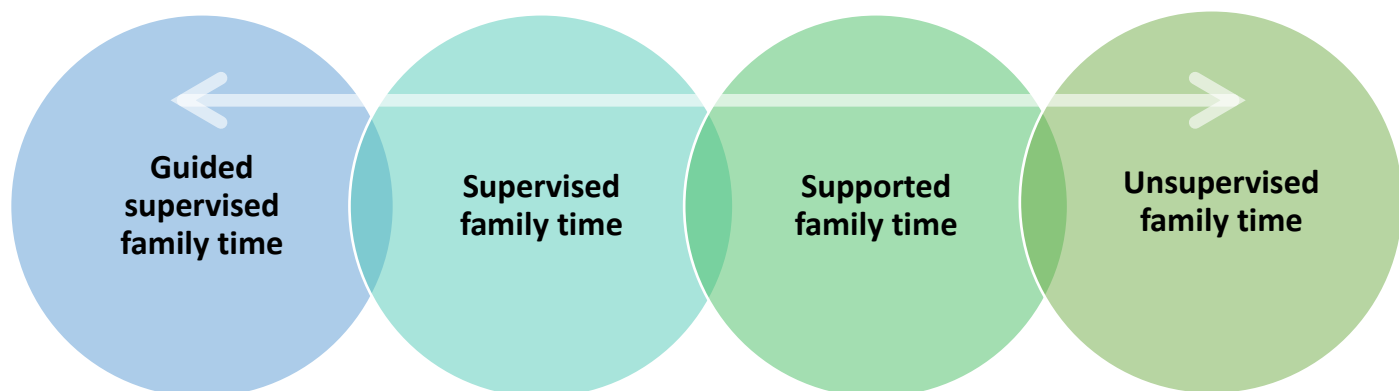 Guided
supervised
family time
Supervised
family time
Supported
family time
Unsupervised
family time